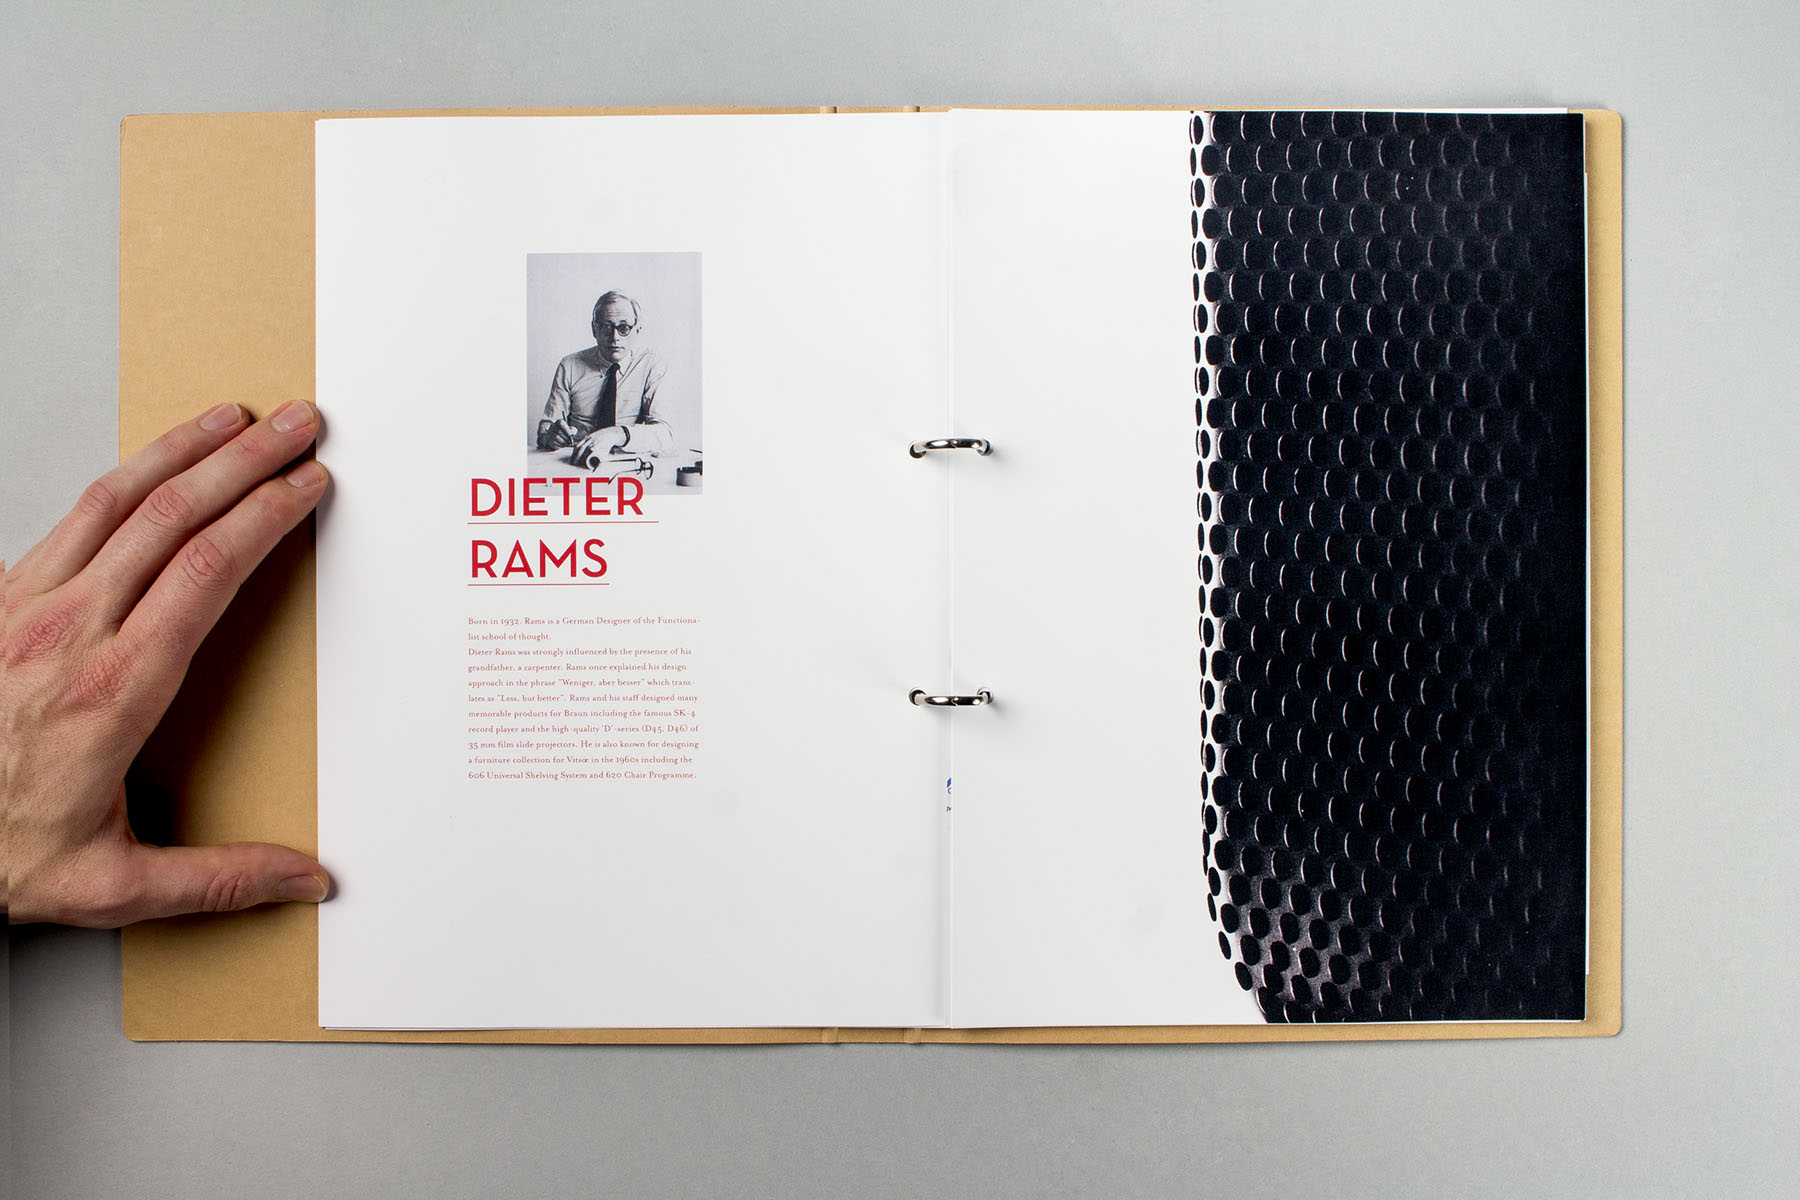 DIETER
RAMS
Born in 1932, Rams is a German Designer of the Functiona-
list school of thought.
Dieter Rams was strongly influenced by the presence of his
grandfather, a carpenter. Rams once explained his design
approach in the phrase "Weniger, aber besser" which trans-
lates as "Less, but better". Rams and his staff designed many
memorable products for Braun including the famous SK-4
record player and the high-quality 'D'-series (D45, D46) of
35 mm film slide projectors. He is also known for designing
a furniture collection for Vitsœ in the 1960s including the
606 Universal Shelving System and 620 Chair Programme.